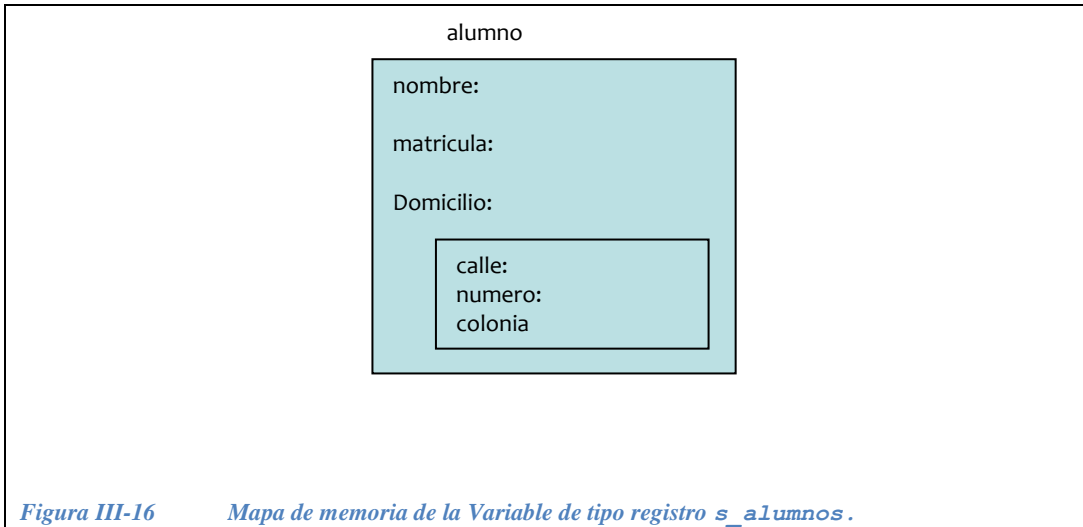 alumno
nombre:
matricula:
Domicilio:
calle:
numero:
colonia
Figura III-16 Mapa de memoria de la Variable de tipo registro s_alumnos.